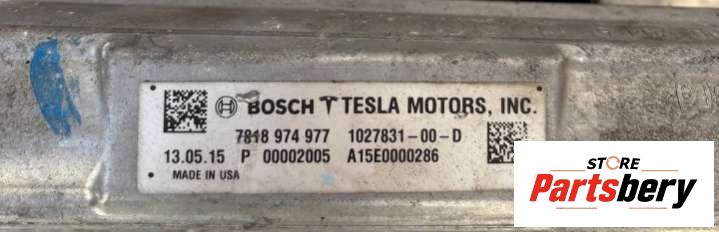 BOSCH TESLA MOTORS, INC.
7818 974 977 1027831-00-D
13.05.15 P 00002005 A15E0000286
MADE IN USA
STORE
Partsbery